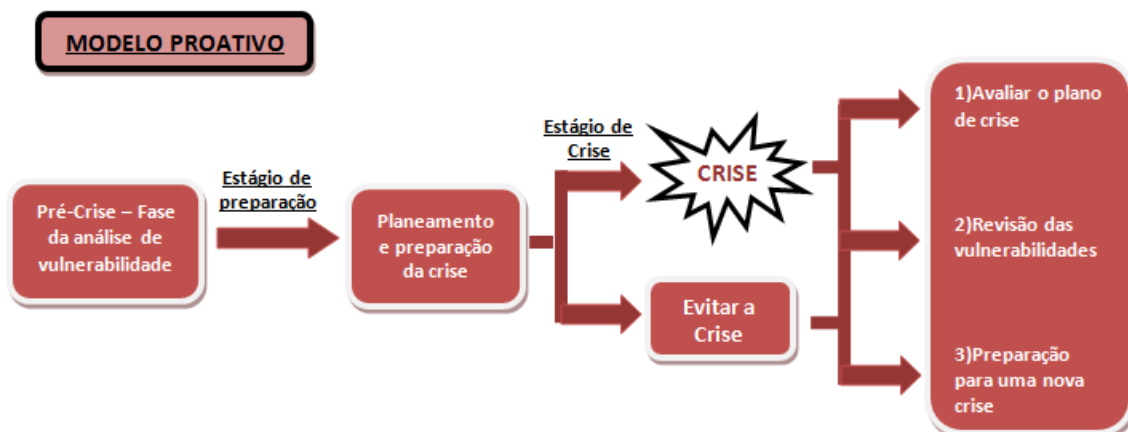 MODELO PROATIVO
Pré-Crise – Fase
da análise de
vulnerabilidade
Estágio de
preparação
Planeamento
e preparação
da crise
Estágio de
Crise
CRISE
Evitar a
Crise
1)Avaliar o plano
de crise
2)Revisão das
vulnerabilidades
3)Preparação
para uma nova
crise